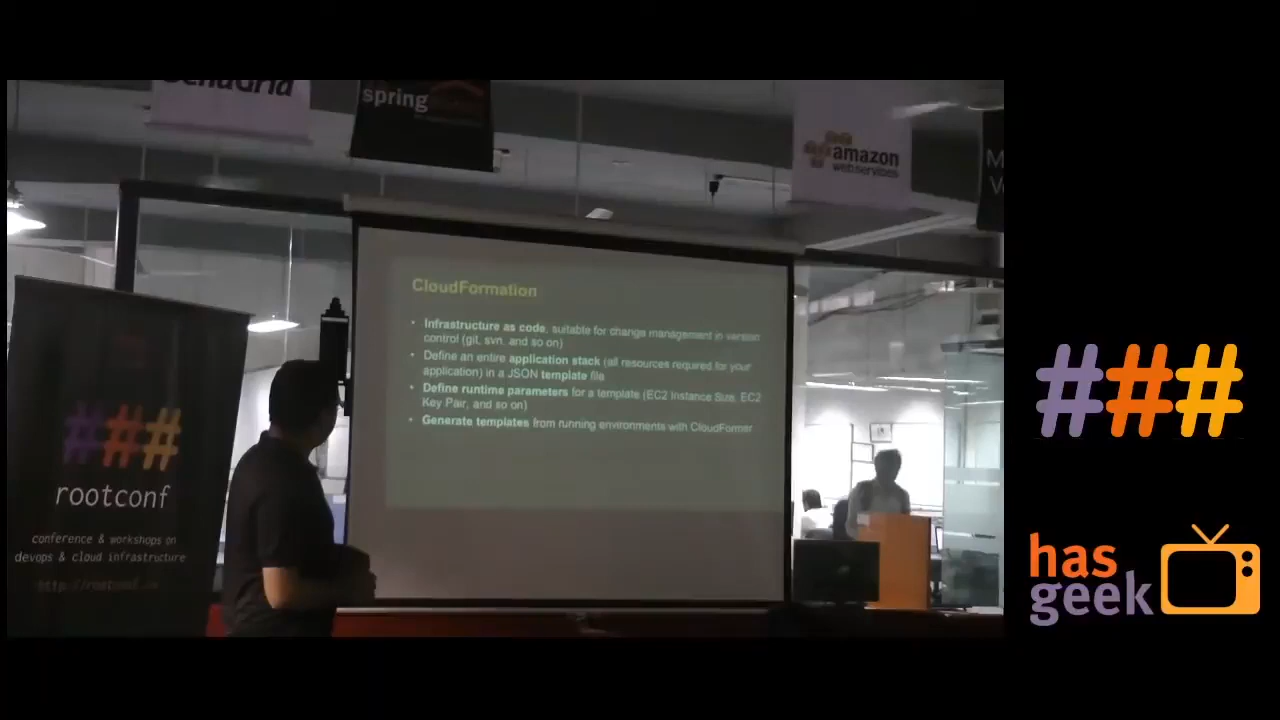 SendGrid
spring
amazon
webservices
CloudFormation
• Infrastructure as code, suitable for change management in version
control (git, svn, and so on)
• Define an entire application stack (all resources required for your
application) in a JSON template file
• Define runtime parameters for a template (EC2 Instance Size, EC2
Key Pair, and so on)
• Generate templates from running environments with CloudFormer
###
rootconf
conference & workshops on
devops & cloud infrastructure
###
has
geek